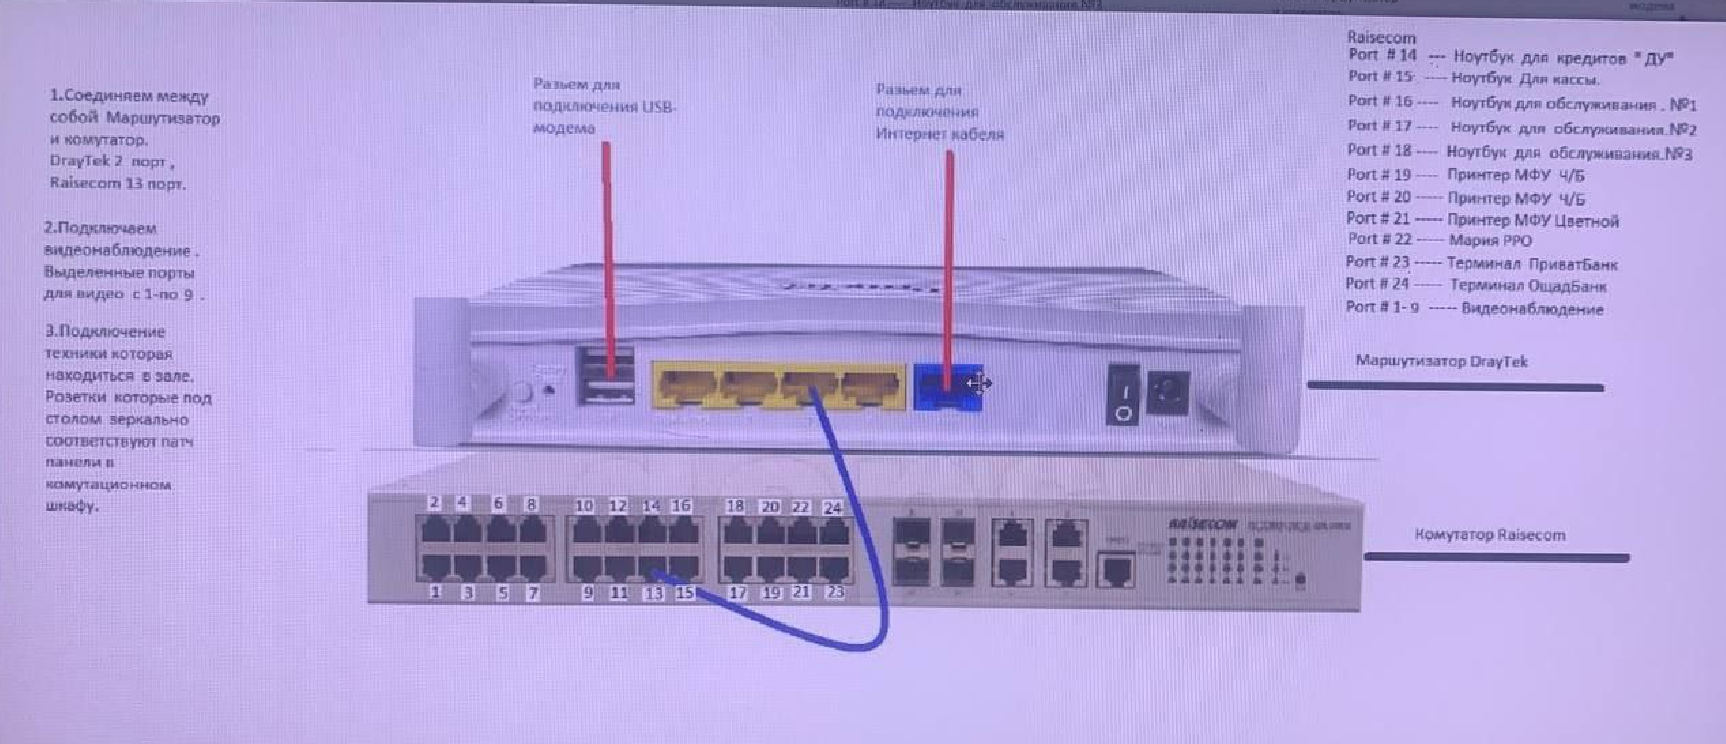 1.Соединяем между
собой Маршутизатор
и комутатор.
DrayTek 2 порт ,
Raisecom 13 порт.
2.Подключаем
видеонаблюдение .
Выделенные порты
для видео с 1-по 9 .
3.Подключение
техники которая
находиться в зале.
Розетки которые под
столом зеркально
соответствуют патч
панели в
комутационном
шкафу.
Разьем для
подключения USB-
модема
Разьем для
подключения
Интернет кабеля
Raisecom
Port # 14 --- Ноутбук для кредитов " ДУ"
Port # 15 ---- Ноутбук Для кассы.
Port # 16 ---- Ноутбук для обслуживания . №1
Port # 17 ---- Ноутбук для обслуживания.№2
Port # 18 ---- Ноутбук для обслуживания.№3
Port # 19 ---- Принтер МФУ Ч/Б
Port # 20 ----- Принтер МФУ Ч/Б
Port # 21 ----- Принтер МФУ Цветной
Port # 22 ----- Мария РРО
Port # 23 ----- Терминал ПриватБанк
Port # 24 ----- Терминал ОщадБанк
Port # 1- 9 ----- Видеонаблюдение
Маршутизатор DrayTek
I
O
2 4 6 8 10 12 14 16 18 20 22 24
RAISECOM
Комутатор Raisecom
1 3 5 7 9 11 13 15 17 19 21 23